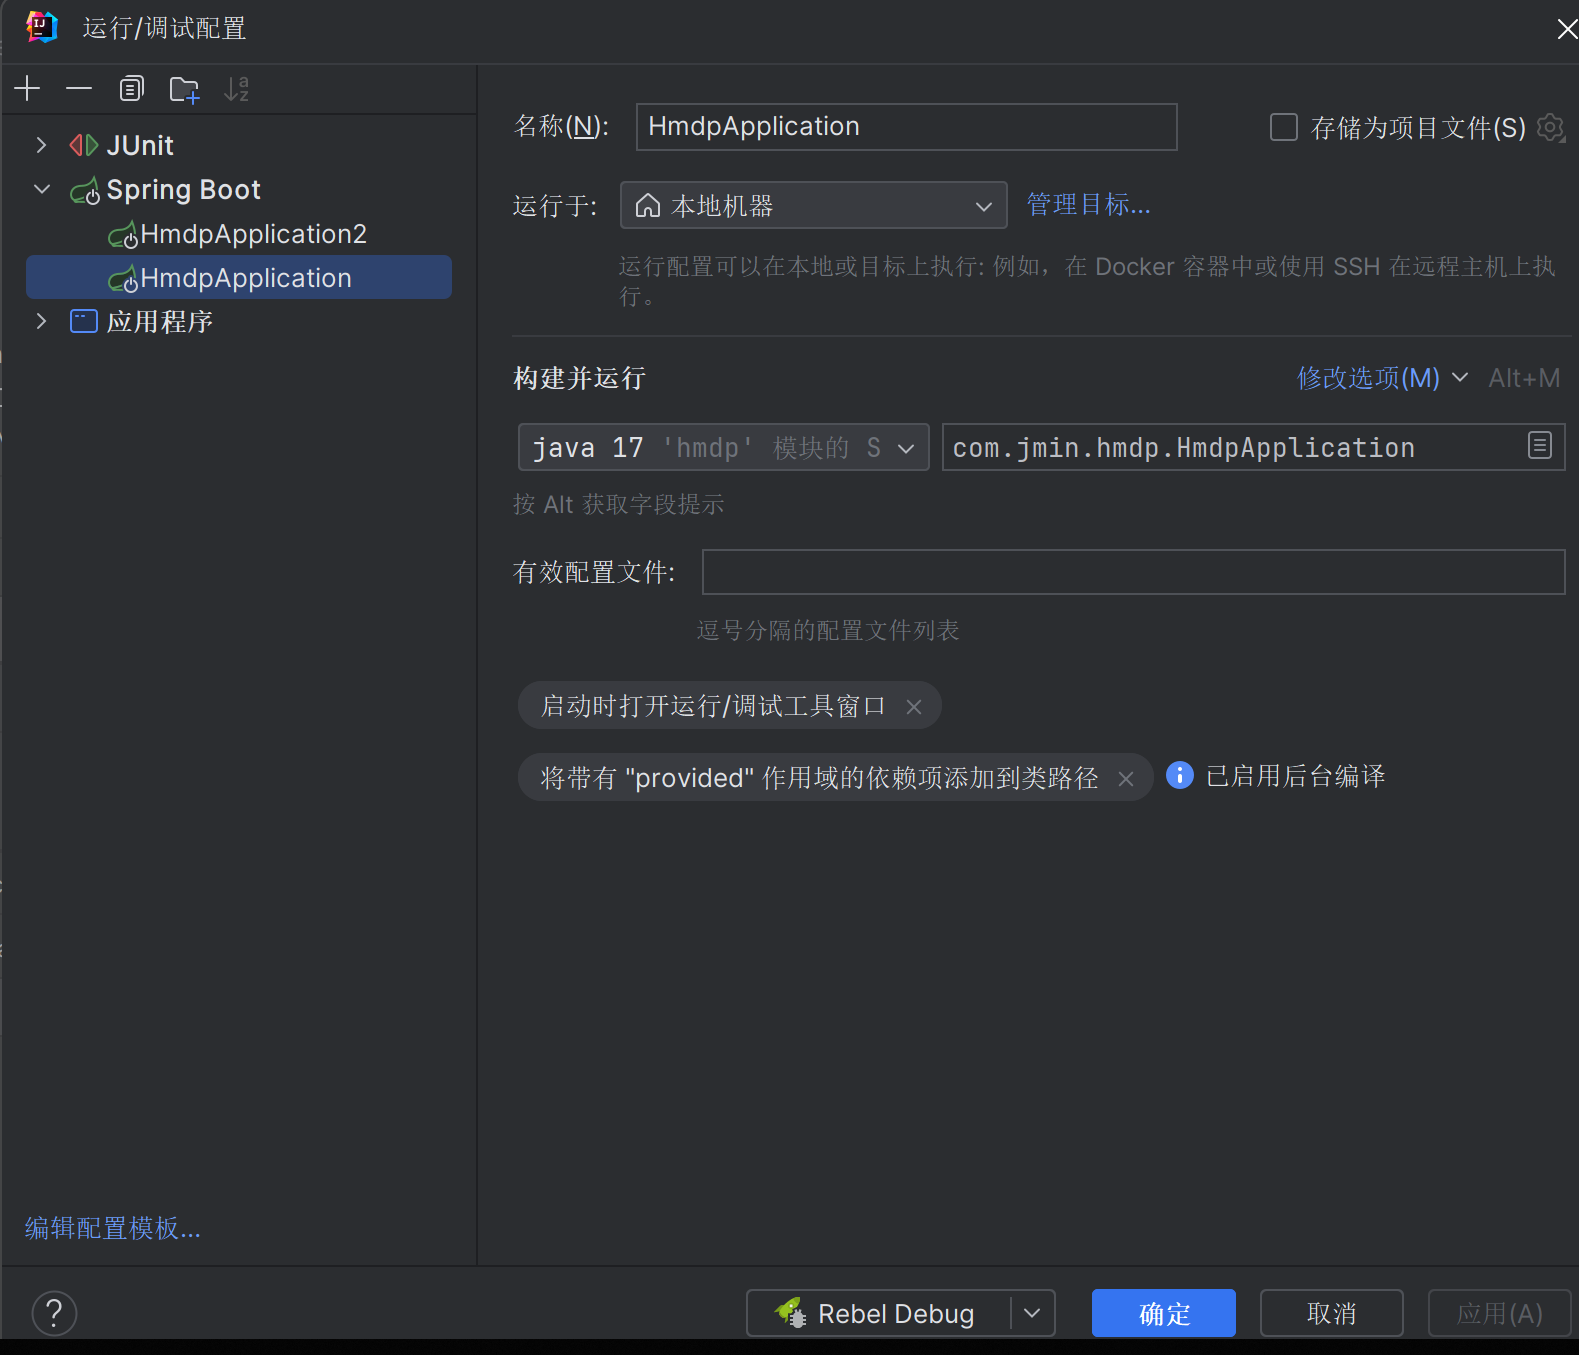 运行/调试配置
JUnit
Spring Boot
HmdpApplication2
HmdpApplication
应用程序
编辑配置模板...
名称(N):
HmdpApplication
存储为项目文件(S)
运行于:
本地机器
管理目标...
运行配置可以在本地或目标上执行: 例如，在 Docker 容器中或使用 SSH 在远程主机上执
行。
构建并运行
修改选项(M)
Alt+M
java 17 'hmdp' 模块的 S
com.jmin.hmdp.HmdpApplication
按 Alt 获取字段提示
有效配置文件:
逗号分隔的配置文件列表
启动时打开运行/调试工具窗口
将带有 "provided" 作用域的依赖项添加到类路径
已启用后台编译
?
Rebel Debug
确定
取消
应用(A)